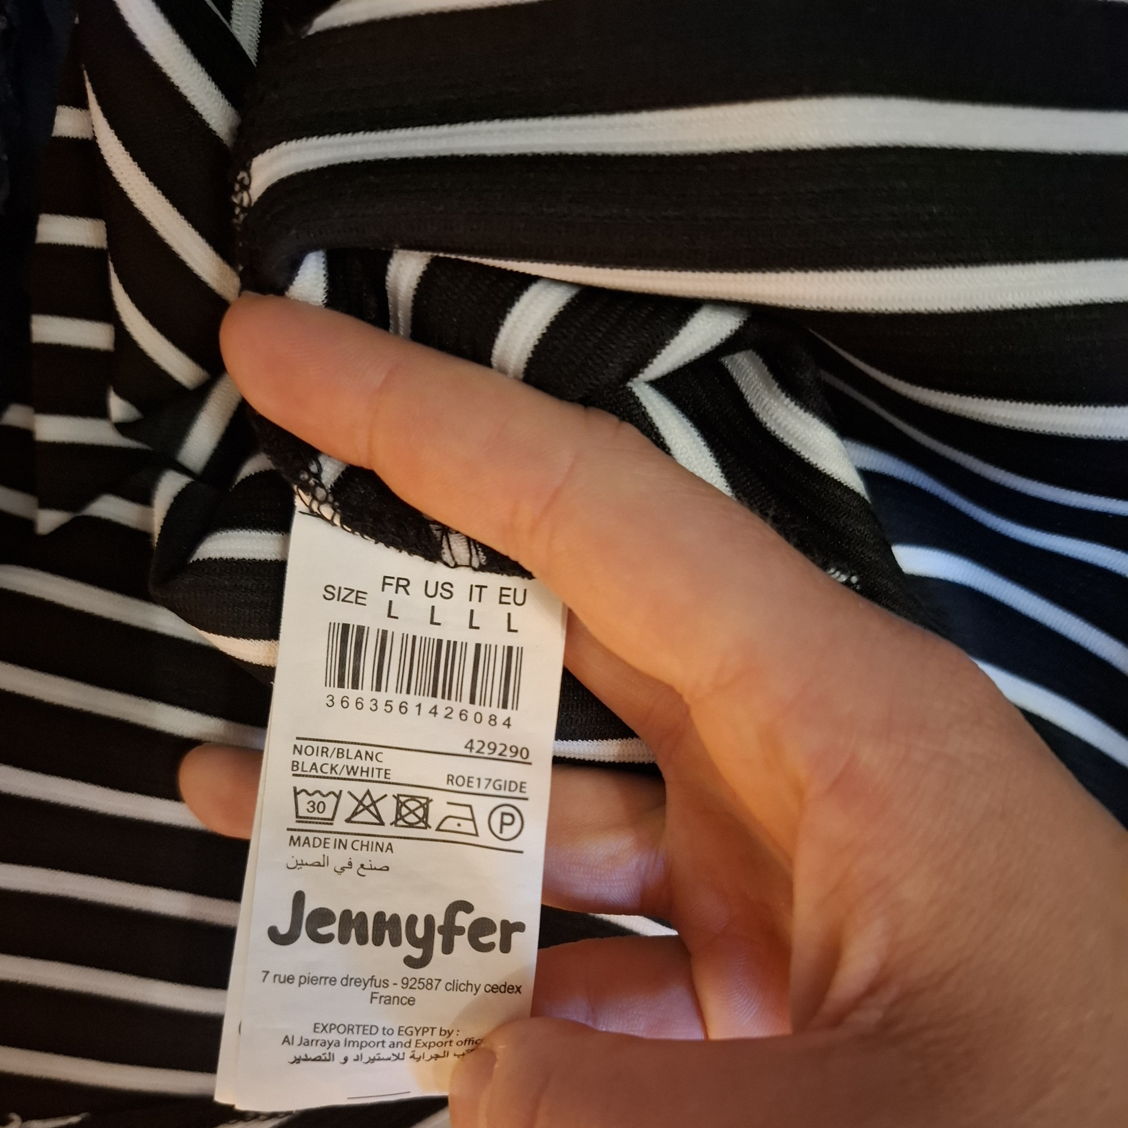 SIZE FR US IT EU
L L L L
3663561426084
429290
NOIR/BLANC
BLACK/WHITE ROE17GIDE
30 P
MADE IN CHINA
صنع في الصين
Jennyfer
7 rue pierre dreyfus - 92587 clichy cedex
France
EXPORTED to EGYPT by :
Al Jarraya Import and Export
الجراية للاستيراد و التصدير